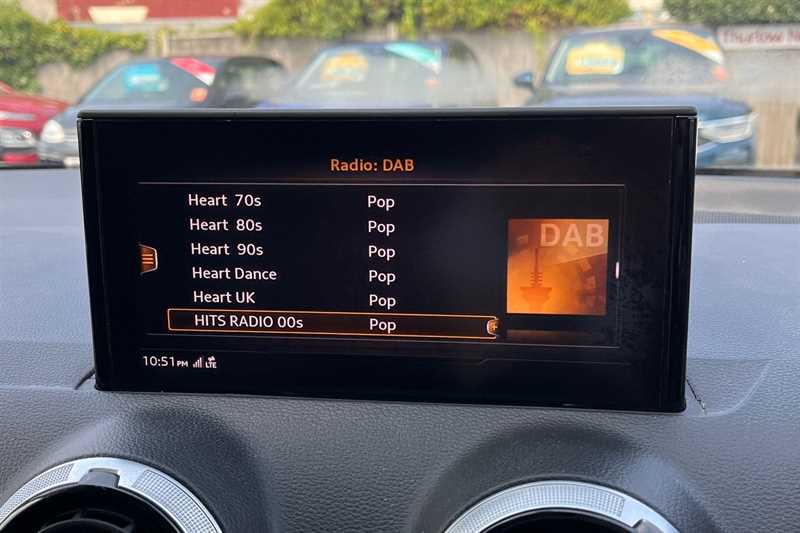 Radio: DAB
Heart 70s Pop
Heart 80s Pop
Heart 90s Pop
Heart Dance Pop
Heart UK Pop
HITS RADIO 00s Pop
DAB
10:51 PM LTE